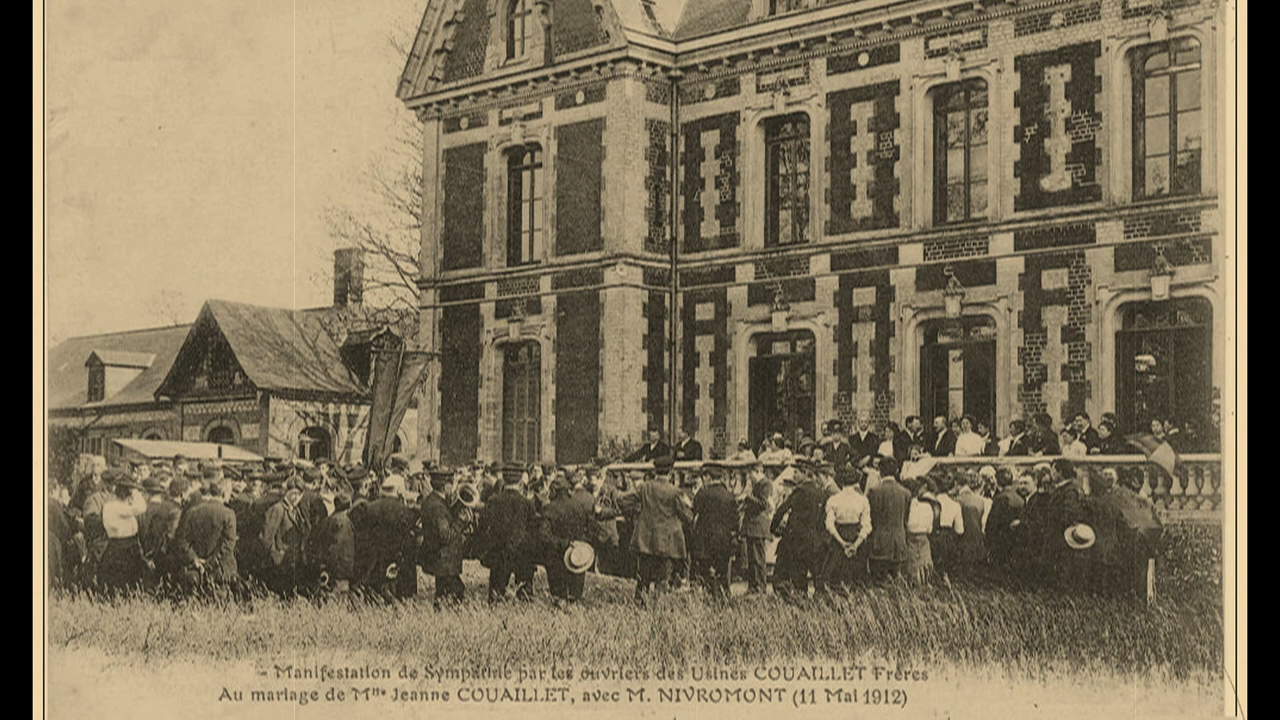 - Manifestation de Sympathie par les ouvriers des Usines COUAILLET Frères
Au mariage de Mlle Jeanne COUAILLET, avec M. NIVROMONT (11 Mai 1912)